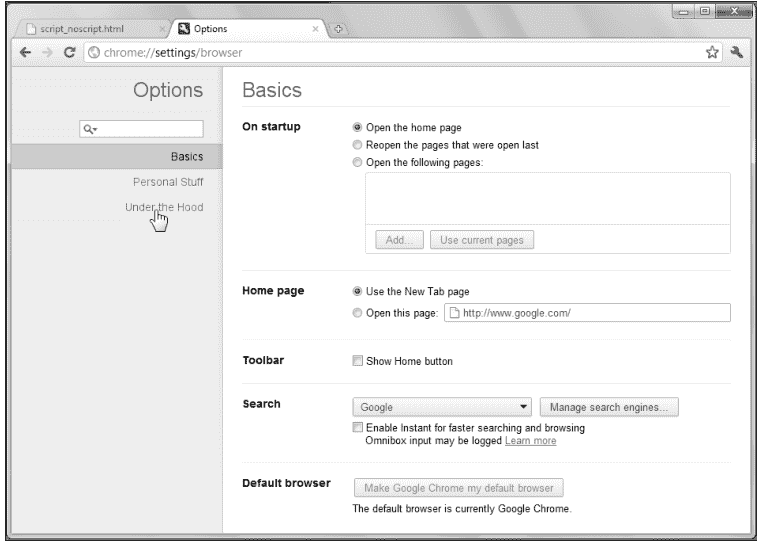 script_noscript.html
Options
chrome://settings/browser
Options
Basics
Personal Stuff
Under the Hood
Basics
On startup
Open the home page
Reopen the pages that were open last
Open the following pages:
Add...
Use current pages
Home page
Use the New Tab page
Open this page: http://www.google.com/
Toolbar
Show Home button
Search
Google
Manage search engines...
Enable Instant for faster searching and browsing
Omnibox input may be logged Learn more
Default browser
Make Google Chrome my default browser
The default browser is currently Google Chrome.